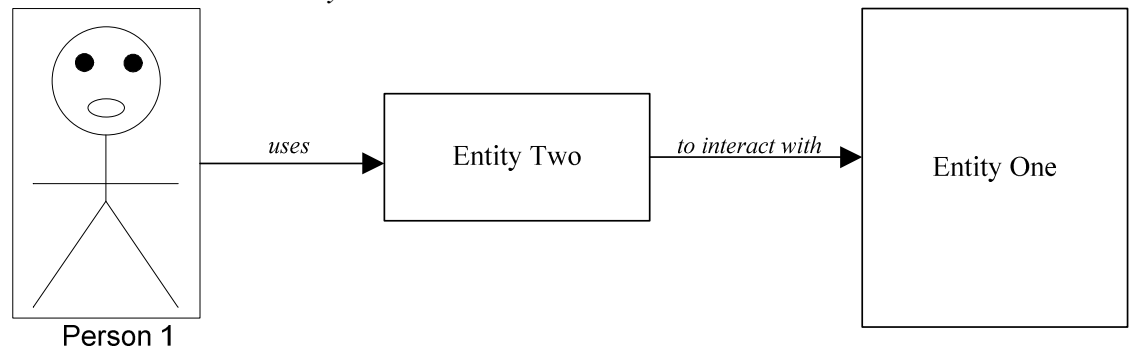 uses
Entity Two
to interact with
Entity One
Person 1